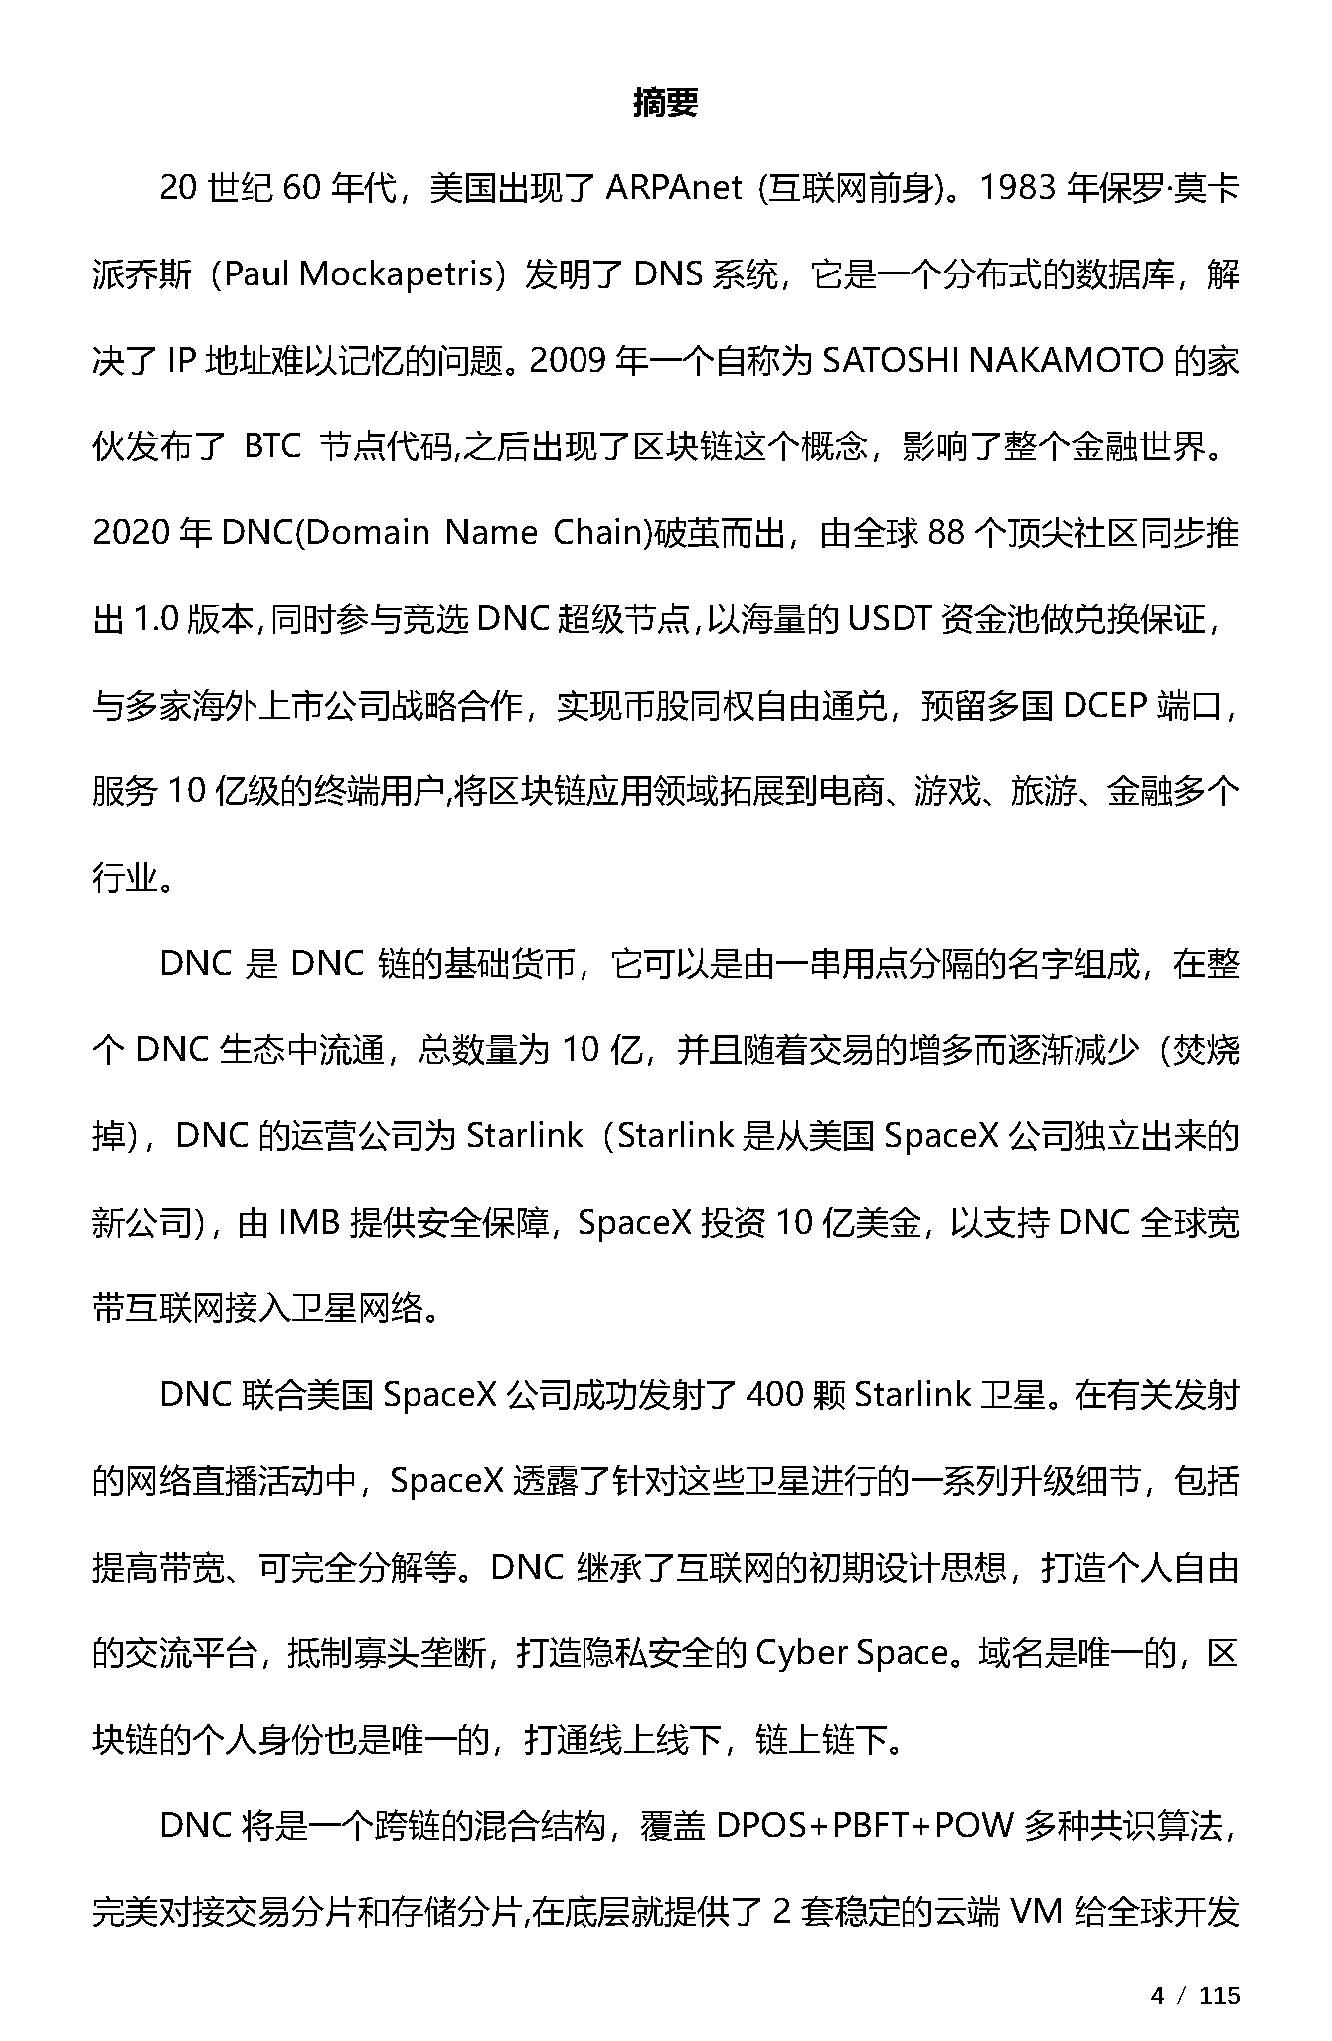 摘要
20 世纪 60 年代，美国出现了 ARPAnet (互联网前身)。1983 年保罗·莫卡
派乔斯（Paul Mockapetris）发明了 DNS 系统，它是一个分布式的数据库，解
决了 IP 地址难以记忆的问题。2009 年一个自称为 SATOSHI NAKAMOTO 的家
伙发布了 BTC 节点代码,之后出现了区块链这个概念，影响了整个金融世界。
2020 年 DNC(Domain Name Chain)破茧而出，由全球 88 个顶尖社区同步推
出 1.0 版本，同时参与竞选 DNC 超级节点，以海量的 USDT 资金池做兑换保证，
与多家海外上市公司战略合作，实现币股同权自由通兑，预留多国 DCEP 端口，
服务 10 亿级的终端用户,将区块链应用领域拓展到电商、游戏、旅游、金融多个
行业。
DNC 是 DNC 链的基础货币，它可以是由一串用点分隔的名字组成，在整
个 DNC 生态中流通，总数量为 10 亿，并且随着交易的增多而逐渐减少（焚烧
掉），DNC 的运营公司为 Starlink（Starlink 是从美国 SpaceX 公司独立出来的
新公司），由 IMB 提供安全保障，SpaceX 投资 10 亿美金，以支持 DNC 全球宽
带互联网接入卫星网络。
DNC 联合美国 SpaceX 公司成功发射了 400 颗 Starlink 卫星。在有关发射
的网络直播活动中，SpaceX 透露了针对这些卫星进行的一系列升级细节，包括
提高带宽、可完全分解等。DNC 继承了互联网的初期设计思想，打造个人自由
的交流平台，抵制寡头垄断，打造隐私安全的 Cyber Space。域名是唯一的，区
块链的个人身份也是唯一的，打通线上线下，链上链下。
DNC 将是一个跨链的混合结构，覆盖 DPOS+PBFT+POW 多种共识算法，
完美对接交易分片和存储分片,在底层就提供了 2 套稳定的云端 VM 给全球开发
4 / 115